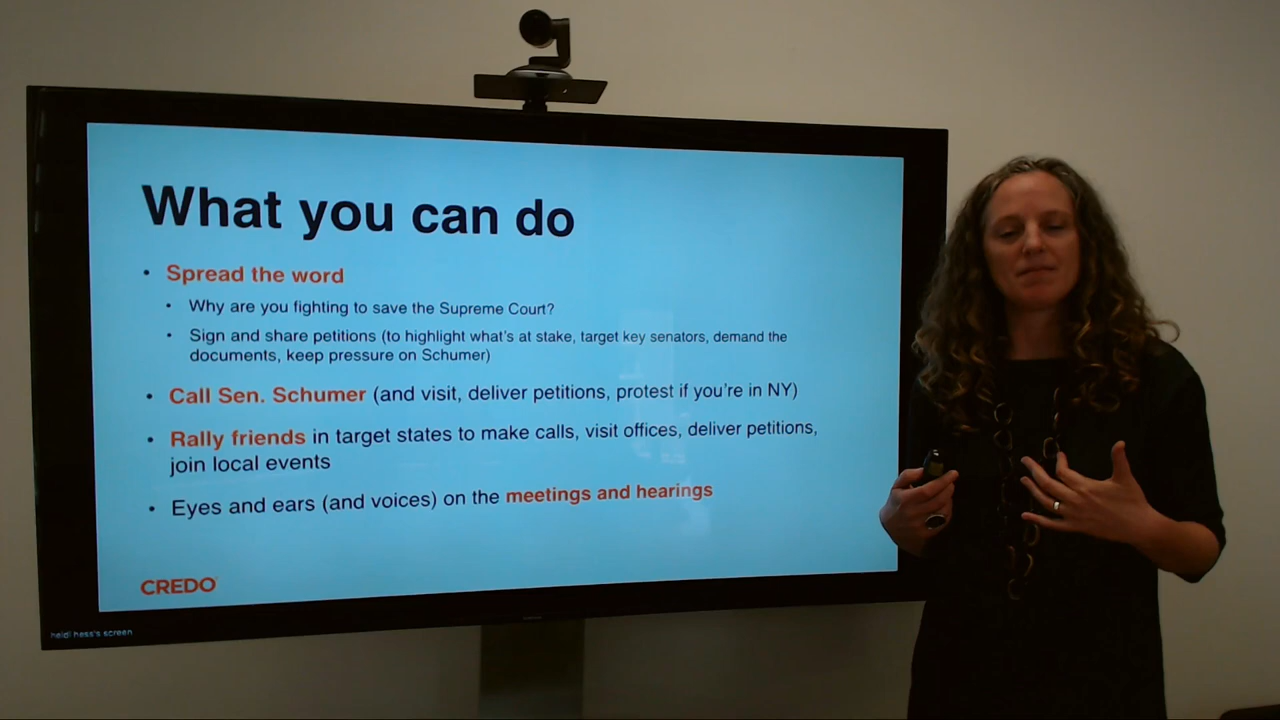 What you can do
• Spread the word
• Why are you fighting to save the Supreme Court?
• Sign and share petitions (to highlight what's at stake, target key senators, demand the
documents, keep pressure on Schumer)
• Call Sen. Schumer (and visit, deliver petitions, protest if you're in NY)
• Rally friends in target states to make calls, visit offices, deliver petitions,
join local events
• Eyes and ears (and voices) on the meetings and hearings
CREDO
heidi hess's screen